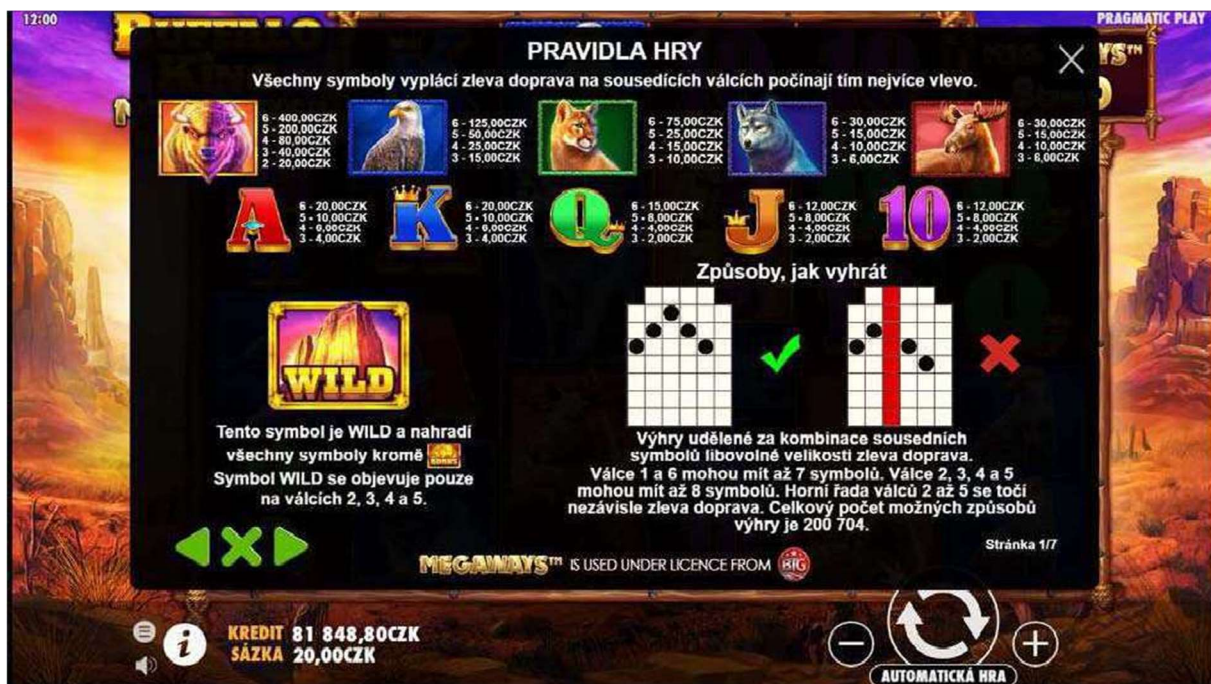 12:00
PRAGMATIC PLAY
BUFFALO
KING
PRAVIDLA HRY
Všechny symboly vyplácí zleva doprava na sousedících válcích počínají tím nejvíce vlevo.
6 - 400,00CZK
5 - 200,00CZK
4 - 80,00CZK
3 - 40,00CZK
2 - 20,00CZK
6 - 125,00CZK
5 - 50,00CZK
4 - 25,00CZK
3 - 15,00CZK
6 - 75,00CZK
5 - 25,00CZK
4 - 15,00CZK
3 - 10,00CZK
6 - 30,00CZK
5 - 15,00CZK
4 - 10,00CZK
3 - 6,00CZK
6 - 30,00CZK
5 - 15,00CZK
4 - 10,00CZK
3 - 6,00CZK
A
6 - 20,00CZK
5 - 10,00CZK
4 - 6,00CZK
3 - 4,00CZK
K
6 - 20,00CZK
5 - 10,00CZK
4 - 6,00CZK
3 - 4,00CZK
Q
6 - 15,00CZK
5 - 8,00CZK
4 - 4,00CZK
3 - 2,00CZK
J
6 - 12,00CZK
5 - 8,00CZK
4 - 4,00CZK
3 - 2,00CZK
10
6 - 12,00CZK
5 - 8,00CZK
4 - 4,00CZK
3 - 2,00CZK
WILD
Tento symbol je WILD a nahradí
všechny symboly kromě BONUS
Symbol WILD se objevuje pouze
na válcích 2, 3, 4 a 5.
Způsoby, jak vyhrát
Výhry udělené za kombinace sousedních
symbolů libovolné velikosti zleva doprava.
Válce 1 a 6 mohou mít až 7 symbolů. Válce 2, 3, 4 a 5
mohou mít až 8 symbolů. Horní řada válců 2 až 5 se točí
nezávisle zleva doprava. Celkový počet možných způsobů
výhry je 200 704.
Stránka 1/7
MEGAWAYS™ IS USED UNDER LICENCE FROM BIG
KREDIT 81 848,80CZK
SÁZKA 20,00CZK
AUTOMATICKÁ HRA